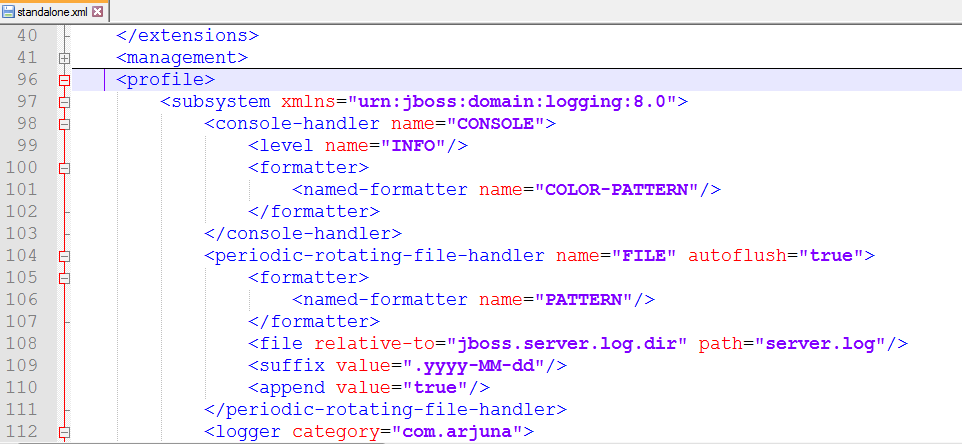 standalone.xml
40 </extensions>
41 <management>
96 <profile>
97 <subsystem xmlns="urn:jboss:domain:logging:8.0">
98 <console-handler name="CONSOLE">
99 <level name="INFO"/>
100 <formatter>
101 <named-formatter name="COLOR-PATTERN"/>
102 </formatter>
103 </console-handler>
104 <periodic-rotating-file-handler name="FILE" autoflush="true">
105 <formatter>
106 <named-formatter name="PATTERN"/>
107 </formatter>
108 <file relative-to="jboss.server.log.dir" path="server.log"/>
109 <suffix value=".yyyy-MM-dd"/>
110 <append value="true"/>
111 </periodic-rotating-file-handler>
112 <logger category="com.arjuna">